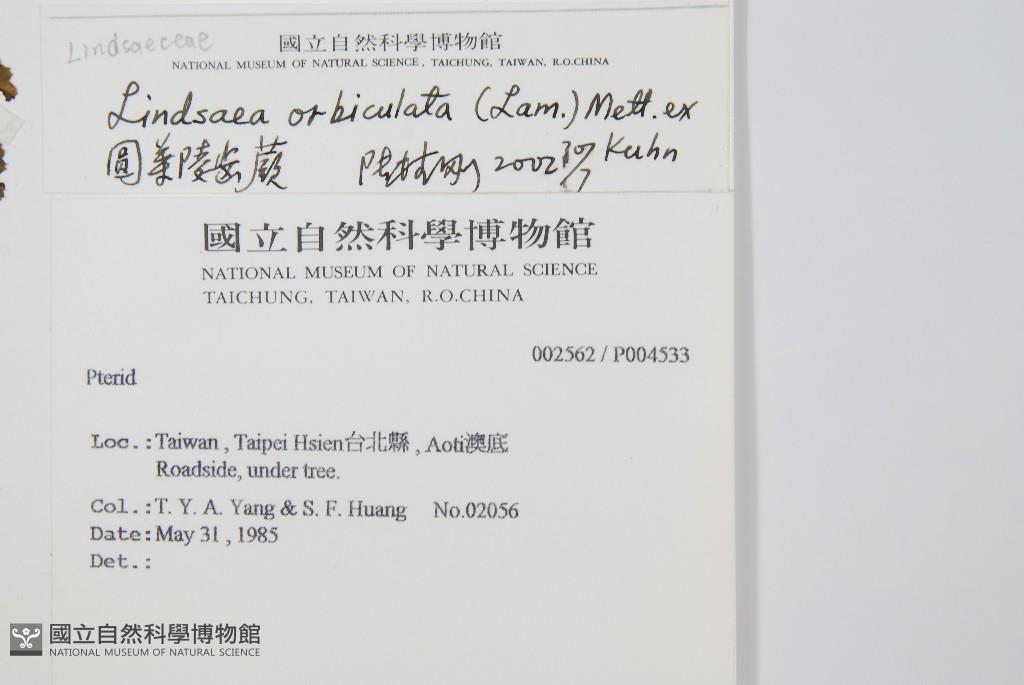 Lindsaeceae
國立自然科學博物館
NATIONAL MUSEUM OF NATURAL SCIENCE, TAICHUNG, TAIWAN, R.O.CHINA
Lindsaea orbiculata (Lam.) Mett. ex
圓葉陵齒蕨 2002 Kuhn
國立自然科學博物館
NATIONAL MUSEUM OF NATURAL SCIENCE
TAICHUNG, TAIWAN, R.O.CHINA
002562 / P004533
Pterid
Loc.:Taiwan , Taipei Hsien台北縣 , Aoti澳底
Roadside, under tree.
Col.:T. Y. A. Yang & S. F. Huang No.02056
Date:May 31 , 1985
Det.:
國立自然科學博物館
NATIONAL MUSEUM OF NATURAL SCIENCE